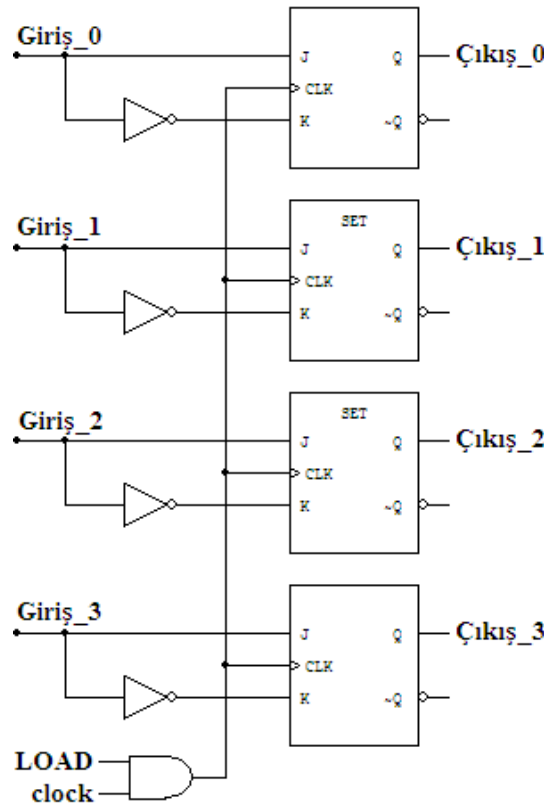 Giriş_0
J Q Çıkış_0
CLK
K ~Q
Giriş_1
SET
J Q Çıkış_1
CLK
K ~Q
Giriş_2
SET
J Q Çıkış_2
CLK
K ~Q
Giriş_3
J Q Çıkış_3
CLK
K ~Q
LOAD
clock